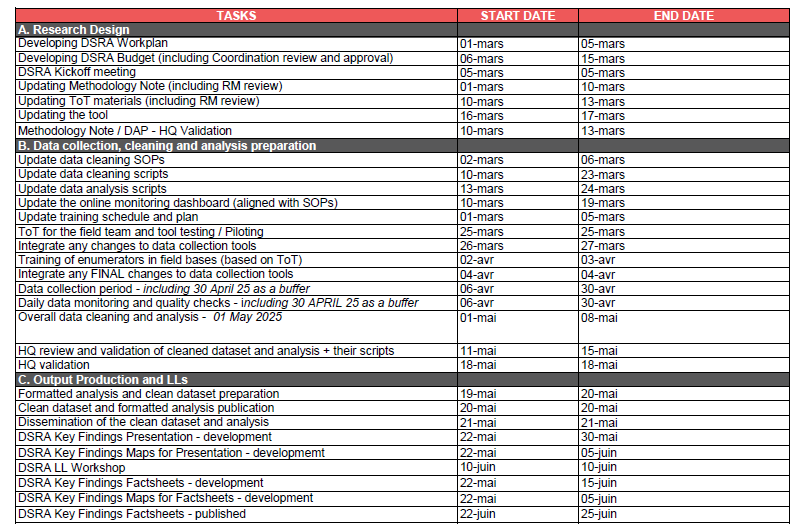 TASKS START DATE END DATE
A. Research Design
Developing DSRA Workplan 01-mars 05-mars
Developing DSRA Budget (including Coordination review and approval) 06-mars 15-mars
DSRA Kickoff meeting 05-mars 05-mars
Updating Methodology Note (including RM review) 01-mars 10-mars
Updating ToT materials (including RM review) 10-mars 13-mars
Updating the tool 16-mars 17-mars
Methodology Note / DAP - HQ Validation 10-mars 13-mars
B. Data collection, cleaning and analysis preparation
Update data cleaning SOPs 02-mars 06-mars
Update data cleaning scripts 10-mars 23-mars
Update data analysis scripts 13-mars 24-mars
Update the online monitoring dashboard (aligned with SOPs) 10-mars 19-mars
Update training schedule and plan 01-mars 05-mars
ToT for the field team and tool testing / Piloting 25-mars 25-mars
Integrate any changes to data collection tools 26-mars 27-mars
Training of enumerators in field bases (based on ToT) 02-avr 03-avr
Integrate any FINAL changes to data collection tools 04-avr 04-avr
Data collection period - including 30 April 25 as a buffer 06-avr 30-avr
Daily data monitoring and quality checks - including 30 APRIL 25 as a buffer 06-avr 30-avr
Overall data cleaning and analysis - 01 May 2025 01-mai 08-mai
HQ review and validation of cleaned dataset and analysis + their scripts 11-mai 15-mai
HQ validation 18-mai 18-mai
C. Output Production and LLs
Formatted analysis and clean dataset preparation 19-mai 20-mai
Clean dataset and formatted analysis publication 20-mai 20-mai
Dissemination of the clean dataset and analysis 21-mai 21-mai
DSRA Key Findings Presentation - development 22-mai 30-mai
DSRA Key Findings Maps for Presentation - developmemt 22-mai 05-juin
DSRA LL Workshop 10-juin 10-juin
DSRA Key Findings Factsheets - development 22-mai 15-juin
DSRA Key Findings Maps for Factsheets - development 22-mai 05-juin
DSRA Key Findings Factsheets - published 22-juin 25-juin